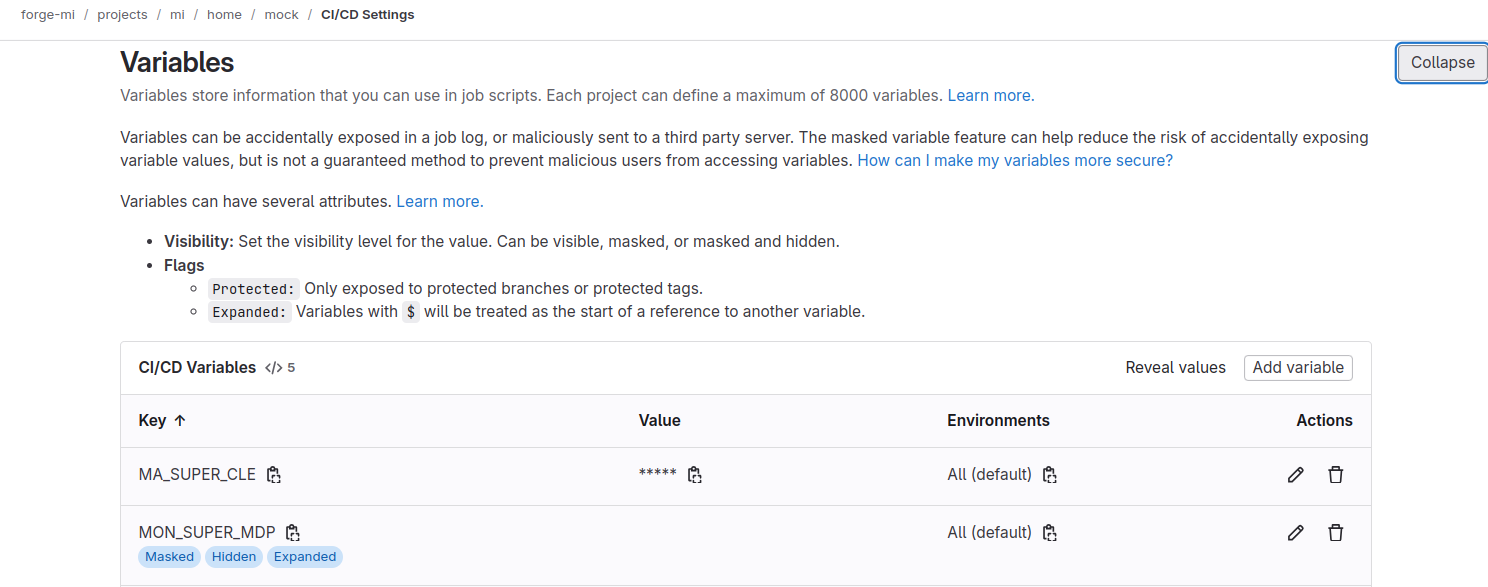 forge-mi / projects / mi / home / mock / CI/CD Settings
Variables
Collapse
Variables store information that you can use in job scripts. Each project can define a maximum of 8000 variables. Learn more.
Variables can be accidentally exposed in a job log, or maliciously sent to a third party server. The masked variable feature can help reduce the risk of accidentally exposing
variable values, but is not a guaranteed method to prevent malicious users from accessing variables. How can I make my variables more secure?
Variables can have several attributes. Learn more.
• Visibility: Set the visibility level for the value. Can be visible, masked, or masked and hidden.
• Flags
◦ Protected: Only exposed to protected branches or protected tags.
◦ Expanded: Variables with $ will be treated as the start of a reference to another variable.
CI/CD Variables </> 5 Reveal values Add variable
Key ↑ Value Environments Actions
MA_SUPER_CLE ***** All (default)
MON_SUPER_MDP All (default)
Masked Hidden Expanded